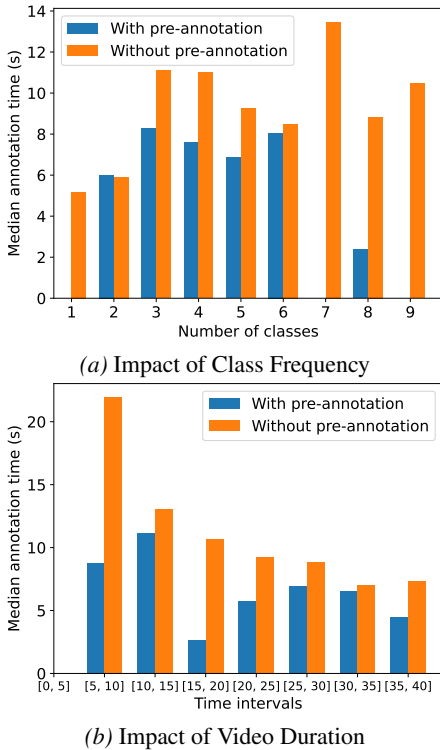 14
12
10
8
6
4
2
0
Median annotation time (s)
With pre-annotation
Without pre-annotation
1 2 3 4 5 6 7 8 9
Number of classes
(a) Impact of Class Frequency
20
15
10
5
0
Median annotation time (s)
With pre-annotation
Without pre-annotation
[0, 5] [5, 10] [10, 15] [15, 20] [20, 25] [25, 30] [30, 35] [35, 40]
Time intervals
(b) Impact of Video Duration